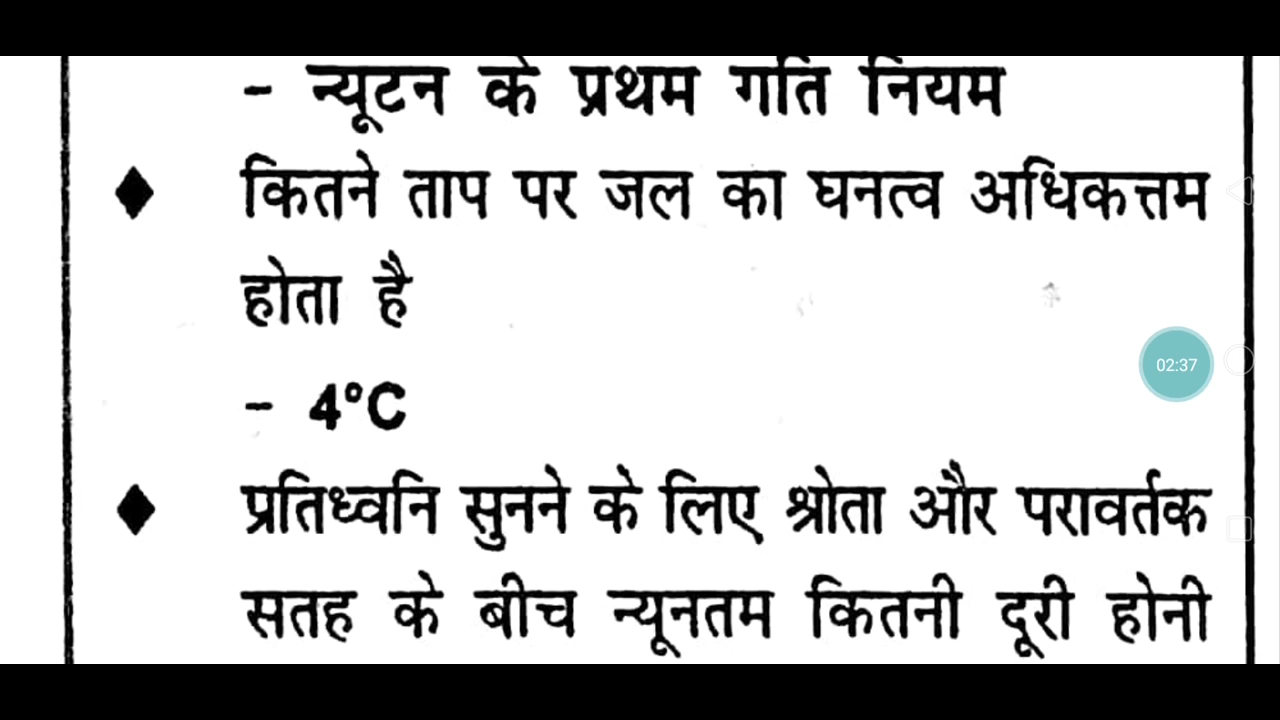 - न्यूटन के प्रथम गति नियम
♦ कितने ताप पर जल का घनत्व अधिकत्तम
होता है
- 4°C
02:37
♦ प्रतिध्वनि सुनने के लिए श्रोता और परावर्तक
सतह के बीच न्यूनतम कितनी दूरी होनी